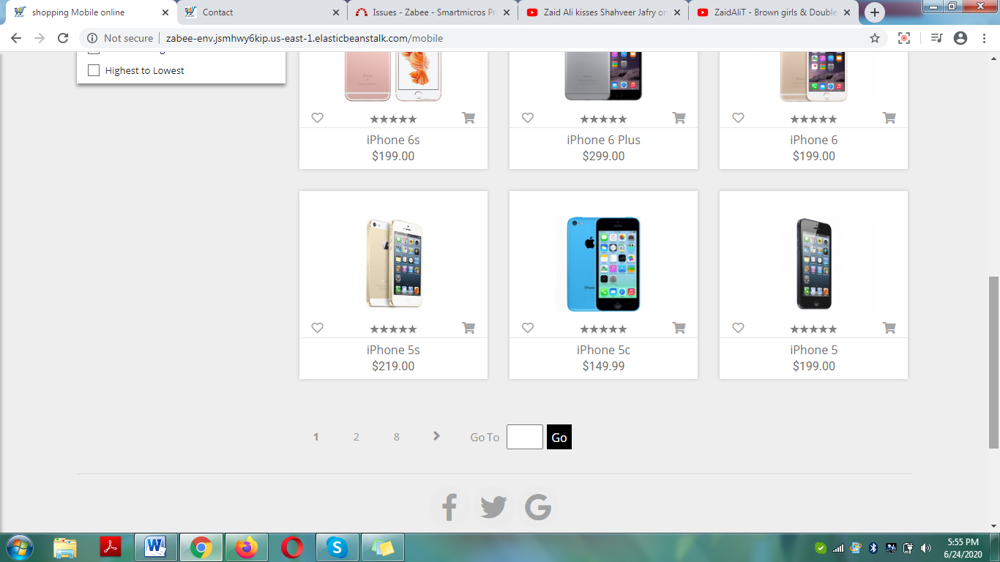 shopping Mobile online
Contact
Issues - Zabee - Smartmicros Pr
Zaid Ali kisses Shahveer Jafry on
ZaidAliT - Brown girls & Double
Not secure
zabee-env.jsmhwy6kip.us-east-1.elasticbeanstalk.com/mobile
Highest to Lowest
iPhone 6s
$199.00
iPhone 6 Plus
$299.00
iPhone 6
$199.00
iPhone 5s
$219.00
iPhone 5c
$149.99
iPhone 5
$199.00
1 2 8 Go To Go
5:55 PM
6/24/2020